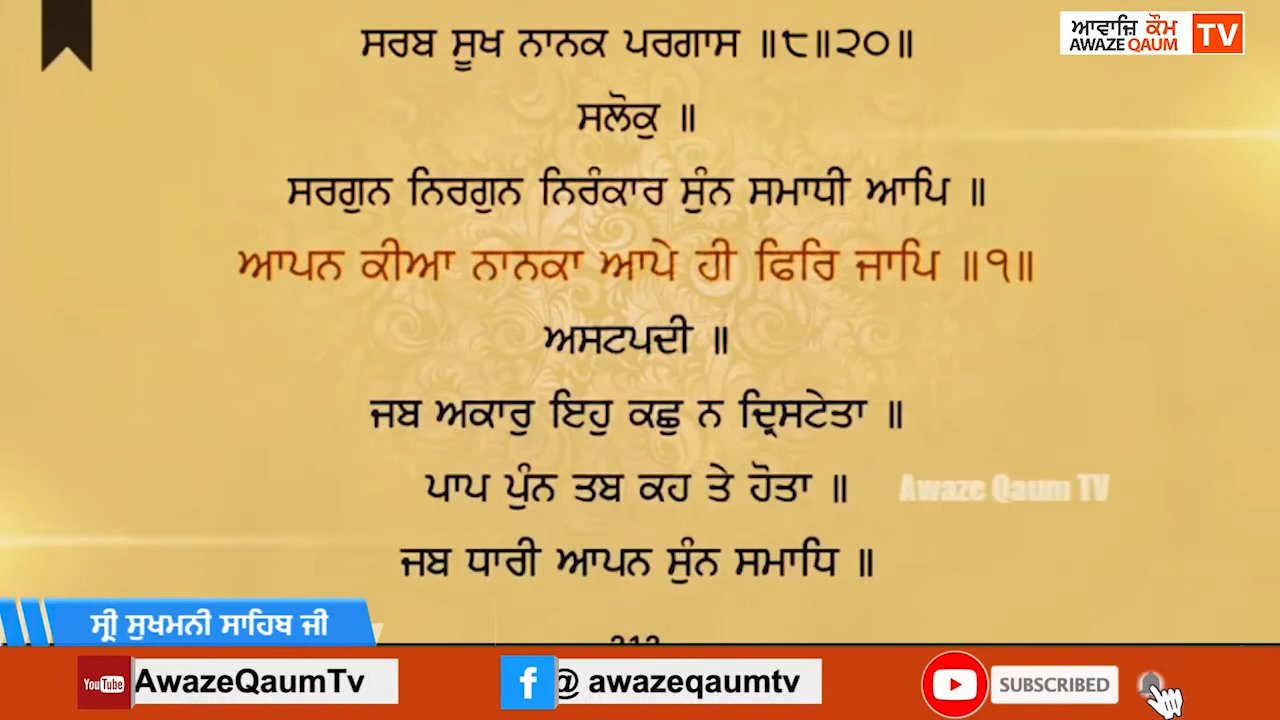 ਸਰਬ ਸੂਖ ਨਾਨਕ ਪਰਗਾਸ ॥੮॥੨੦॥
ਆਵਾਜ਼ਿ ਕੌਮ
AWAZE QAUM
TV
ਸਲੋਕੁ ॥
ਸਰਗੁਨ ਨਿਰਗੁਨ ਨਿਰੰਕਾਰ ਸੁੰਨ ਸਮਾਧੀ ਆਪਿ ॥
ਆਪਨ ਕੀਆ ਨਾਨਕਾ ਆਪੇ ਹੀ ਫਿਰਿ ਜਾਪਿ ॥੧॥
ਅਸਟਪਦੀ ॥
ਜਬ ਅਕਾਰੁ ਇਹੁ ਕਛੁ ਨ ਦ੍ਰਿਸਟੇਤਾ ॥
ਪਾਪ ਪੁੰਨ ਤਬ ਕਹ ਤੇ ਹੋਤਾ ॥
Awaze Qaum TV
ਜਬ ਧਾਰੀ ਆਪਨ ਸੁੰਨ ਸਮਾਧਿ ॥
ਸ੍ਰੀ ਸੁਖਮਨੀ ਸਾਹਿਬ ਜੀ
YouTube AwazeQaumTv
f @ awazeqaumtv
SUBSCRIBED